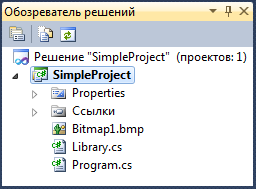 Обозреватель решений
Решение "SimpleProject" (проектов: 1)
SimpleProject
Properties
Ссылки
Bitmap1.bmp
Library.cs
Program.cs